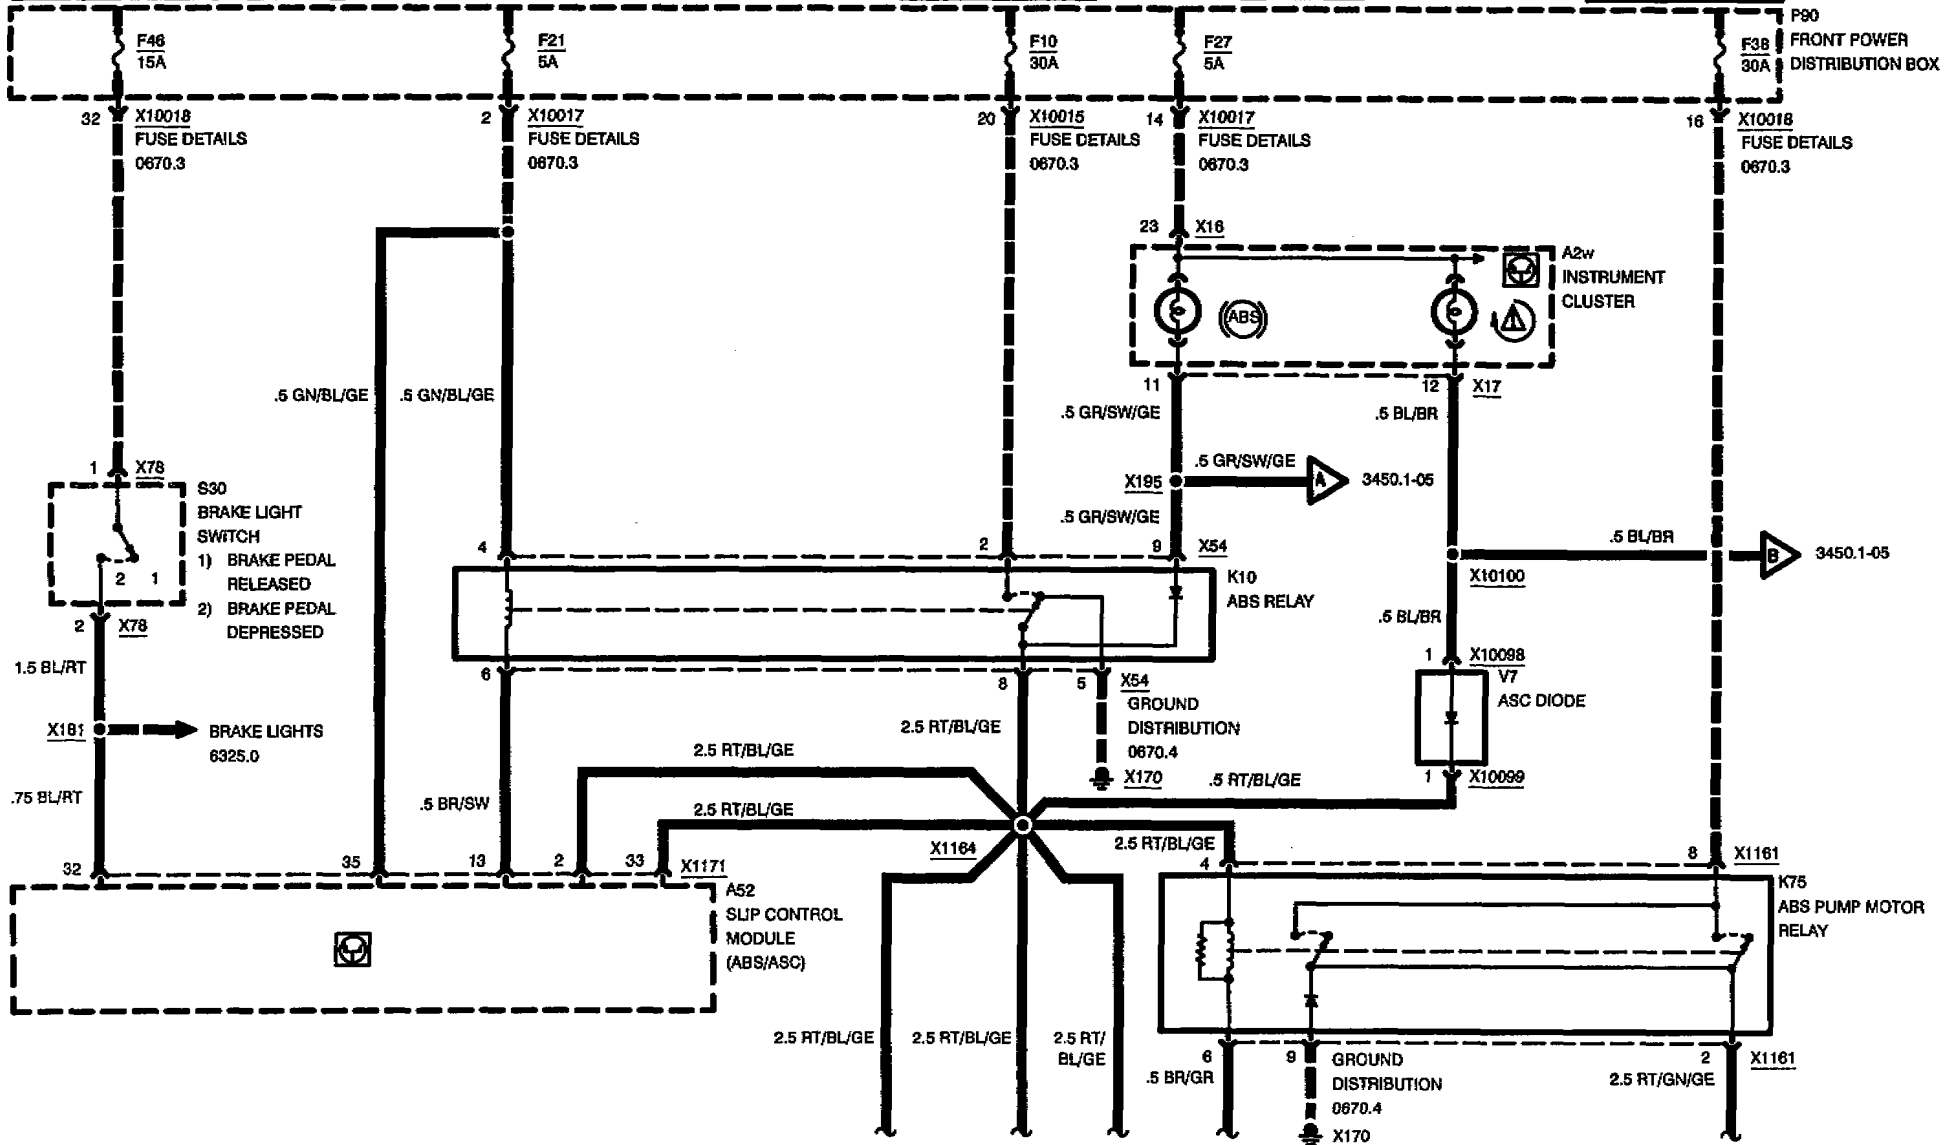 F46
15A
F21
5A
F10
30A
F27
5A
F38
30A
P90
FRONT POWER
DISTRIBUTION BOX
32
X10018
FUSE DETAILS
0670.3
2
X10017
FUSE DETAILS
0670.3
20
X10015
FUSE DETAILS
0670.3
14
X10017
FUSE DETAILS
0670.3
16
X10018
FUSE DETAILS
0670.3
23
X16
ABS
A2w
INSTRUMENT
CLUSTER
11
12
X17
.5 GN/BL/GE
.5 GN/BL/GE
.5 GR/SW/GE
.5 BL/BR
X195
.5 GR/SW/GE
A
3450.1-05
.5 GR/SW/GE
.5 BL/BR
B
3450.1-05
X10100
.5 BL/BR
1
X78
S30
BRAKE LIGHT
SWITCH
1) BRAKE PEDAL
RELEASED
2) BRAKE PEDAL
DEPRESSED
2
1
2
X78
4
2
9
X54
K10
ABS RELAY
6
8
5
X54
GROUND
DISTRIBUTION
0670.4
X170
1
X10098
V7
ASC DIODE
1
X10099
1.5 BL/RT
X181
BRAKE LIGHTS
6325.0
.75 BL/RT
2.5 RT/BL/GE
2.5 RT/BL/GE
.5 RT/BL/GE
.5 BR/SW
2.5 RT/BL/GE
X1164
2.5 RT/BL/GE
32
35
13
2
33
X1171
A52
SLIP CONTROL
MODULE
(ABS/ASC)
4
8
X1161
K75
ABS PUMP MOTOR
RELAY
2.5 RT/BL/GE
2.5 RT/BL/GE
2.5 RT/
BL/GE
6
.5 BR/GR
9
GROUND
DISTRIBUTION
0670.4
X170
2
X1161
2.5 RT/GN/GE